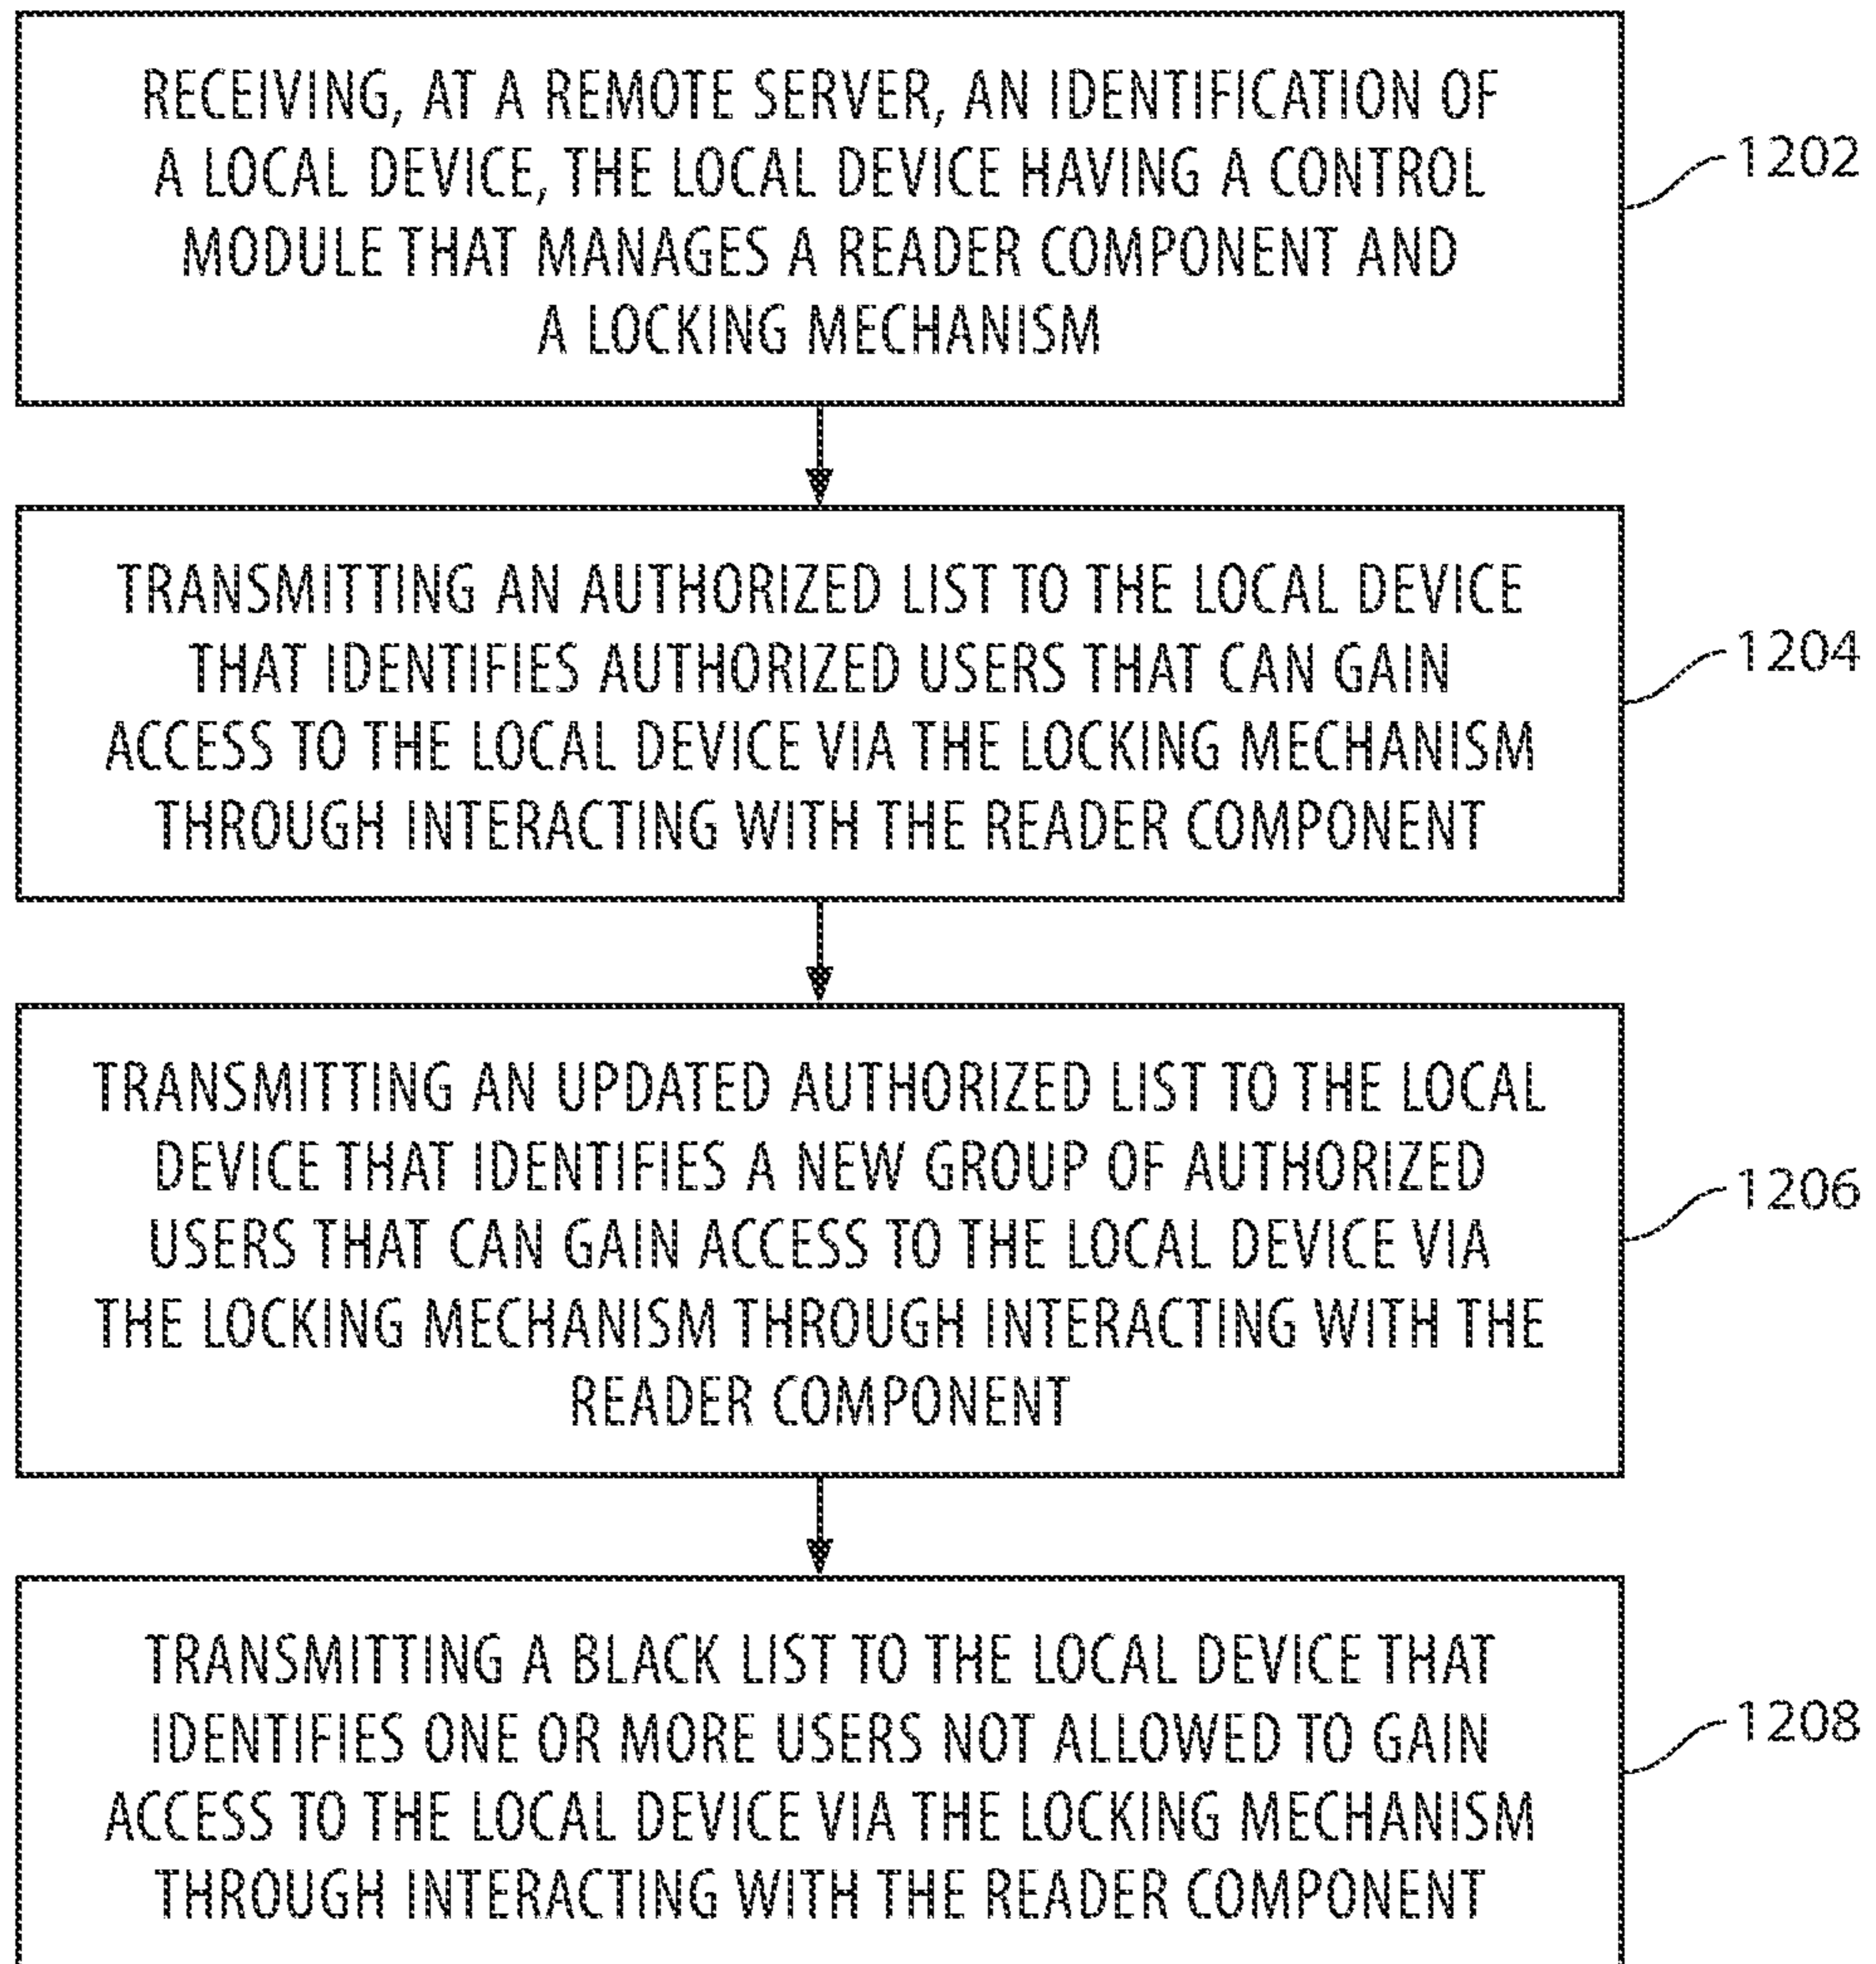 RECEIVING, AT A REMOTE SERVER, AN IDENTIFICATION OF
A LOCAL DEVICE, THE LOCAL DEVICE HAVING A CONTROL
MODULE THAT MANAGES A READER COMPONENT AND
A LOCKING MECHANISM
1202
TRANSMITTING AN AUTHORIZED LIST TO THE LOCAL DEVICE
THAT IDENTIFIES AUTHORIZED USERS THAT CAN GAIN
ACCESS TO THE LOCAL DEVICE VIA THE LOCKING MECHANISM
THROUGH INTERACTING WITH THE READER COMPONENT
1204
TRANSMITTING AN UPDATED AUTHORIZED LIST TO THE LOCAL
DEVICE THAT IDENTIFIES A NEW GROUP OF AUTHORIZED
USERS THAT CAN GAIN ACCESS TO THE LOCAL DEVICE VIA
THE LOCKING MECHANISM THROUGH INTERACTING WITH THE
READER COMPONENT
1206
TRANSMITTING A BLACK LIST TO THE LOCAL DEVICE THAT
IDENTIFIES ONE OR MORE USERS NOT ALLOWED TO GAIN
ACCESS TO THE LOCAL DEVICE VIA THE LOCKING MECHANISM
THROUGH INTERACTING WITH THE READER COMPONENT
1208